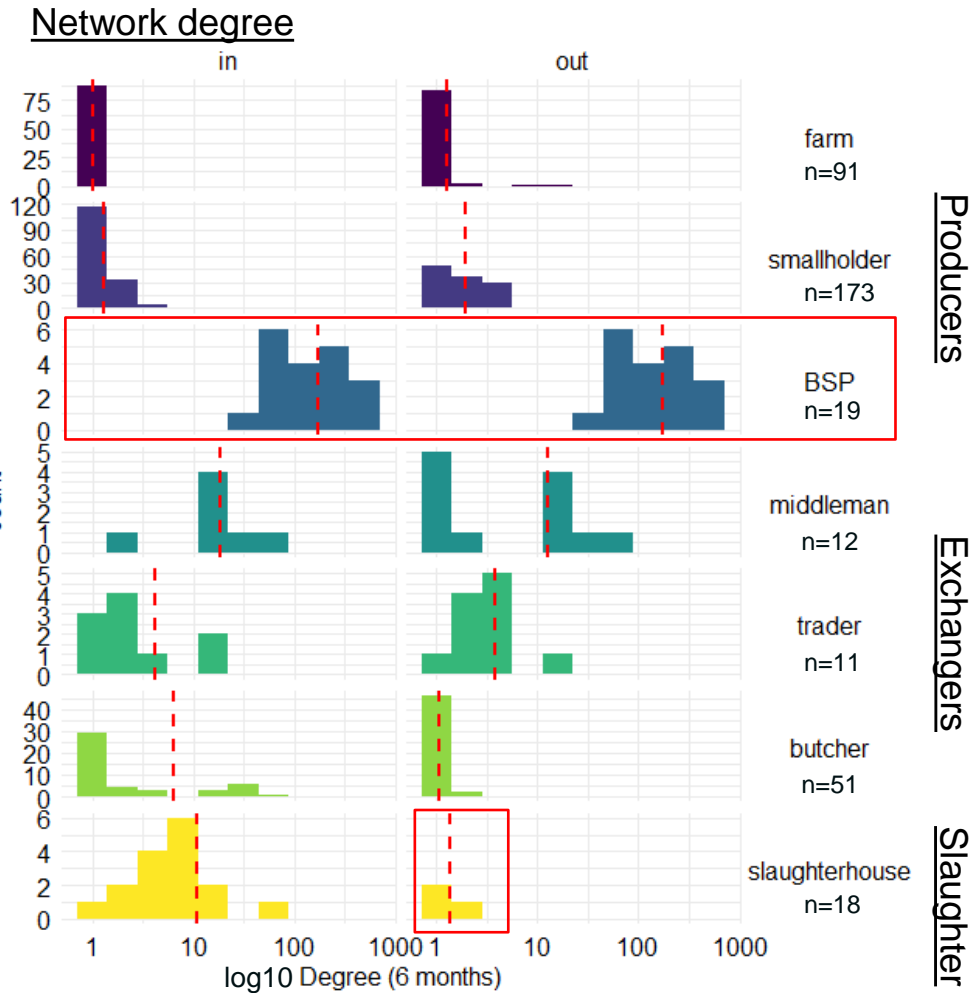 Network degree
in out
75
50
25
0
farm
n=91
120
90
60
30
0
smallholder
n=173
Producers
6
4
2
0
BSP
n=19
5
4
3
2
1
0
middleman
n=12
5
4
3
2
1
0
trader
n=11
Exchangers
40
30
20
10
0
butcher
n=51
6
4
2
0
slaughterhouse
n=18
Slaughter
1 10 100 1000 1 10 100 1000
log10 Degree (6 months)